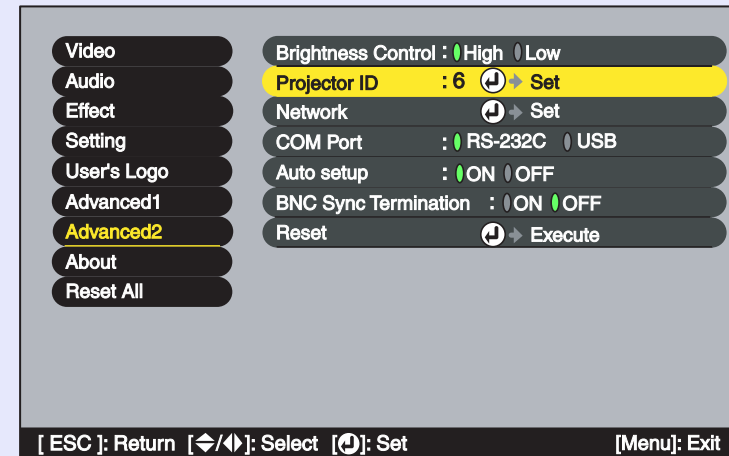 Video
Audio
Effect
Setting
User's Logo
Advanced1
Advanced2
About
Reset All
Brightness Control : High Low
Projector ID : 6 Set
Network Set
COM Port : RS-232C USB
Auto setup : ON OFF
BNC Sync Termination : ON OFF
Reset Execute
[ ESC ]: Return [ / ]: Select [ ]: Set [Menu]: Exit